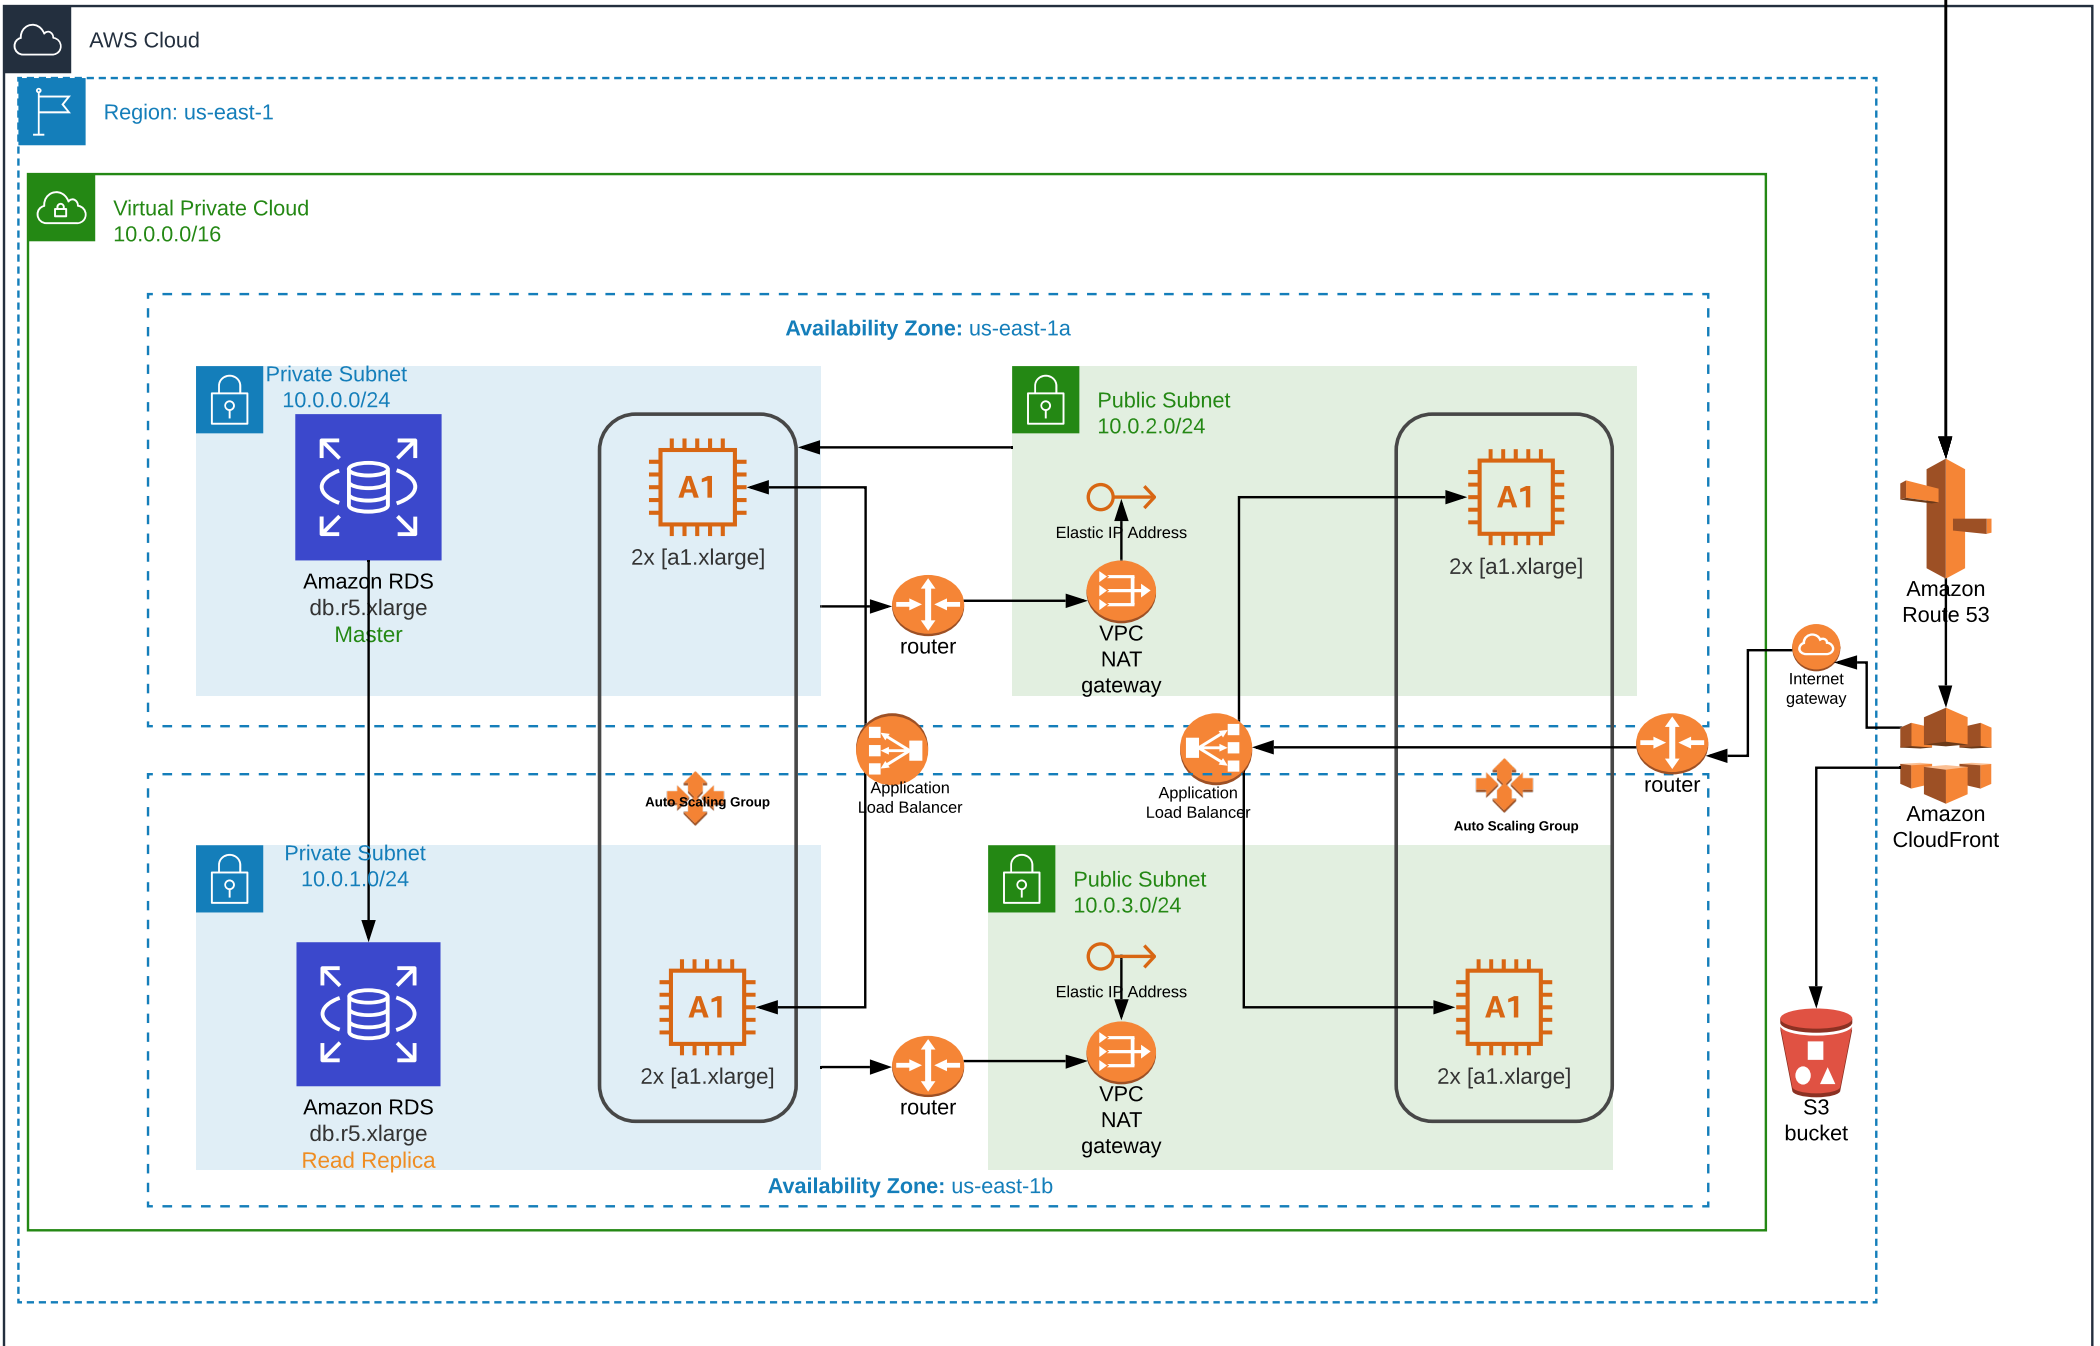 AWS Cloud
Region: us-east-1
Virtual Private Cloud
10.0.0.0/16
Availability Zone: us-east-1a
Private Subnet
10.0.0.0/24
Amazon RDS
db.r5.xlarge
Master
A1
2x [a1.xlarge]
router
Public Subnet
10.0.2.0/24
Elastic IP Address
VPC
NAT
gateway
A1
2x [a1.xlarge]
Amazon
Route 53
Internet
gateway
Auto Scaling Group
Application
Load Balancer
Application
Load Balancer
Auto Scaling Group
router
Amazon
CloudFront
Private Subnet
10.0.1.0/24
Amazon RDS
db.r5.xlarge
Read Replica
A1
2x [a1.xlarge]
router
Public Subnet
10.0.3.0/24
Elastic IP Address
VPC
NAT
gateway
A1
2x [a1.xlarge]
S3
bucket
Availability Zone: us-east-1b